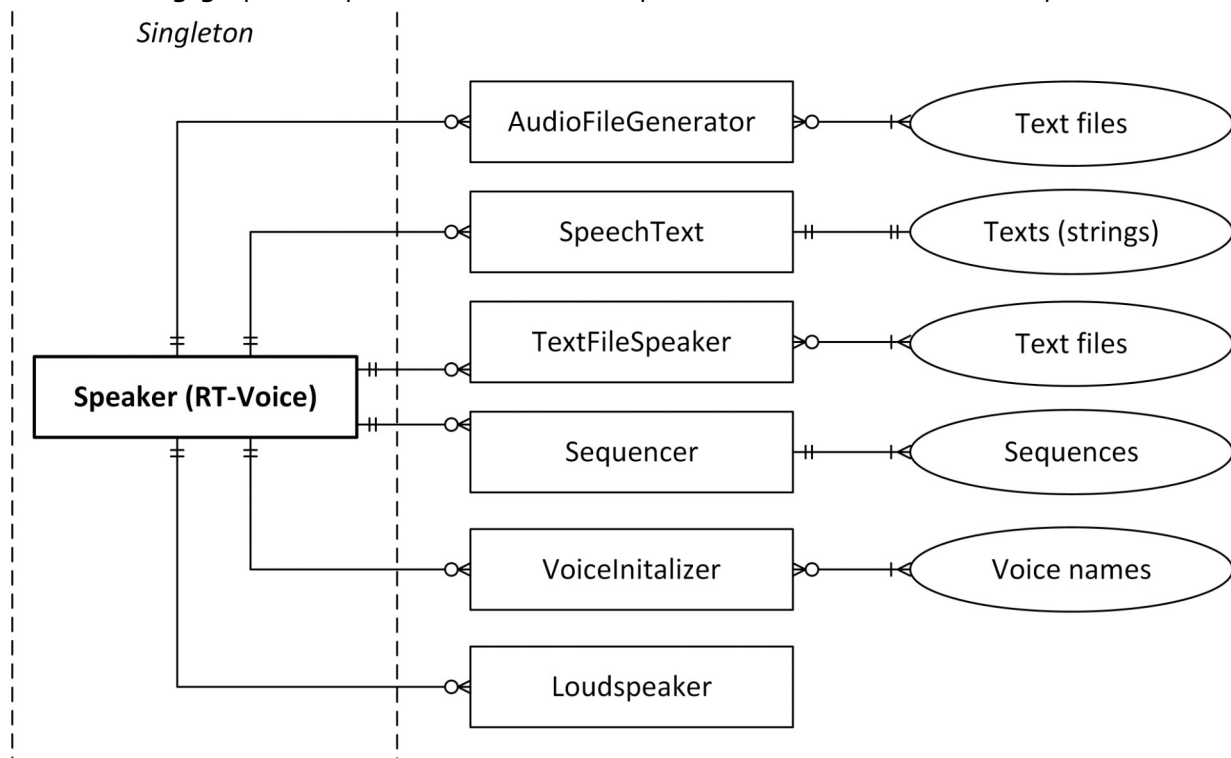 Singleton
AudioFileGenerator
Text files
SpeechText
Texts (strings)
TextFileSpeaker
Text files
Speaker (RT-Voice)
Sequencer
Sequences
VoiceInitalizer
Voice names
Loudspeaker